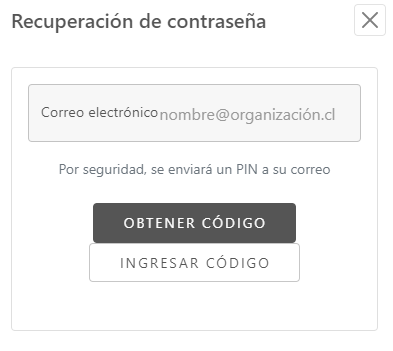 Recuperación de contraseña
Correo electrónico nombre@organización.cl
Por seguridad, se enviará un PIN a su correo
OBTENER CÓDIGO
INGRESAR CÓDIGO